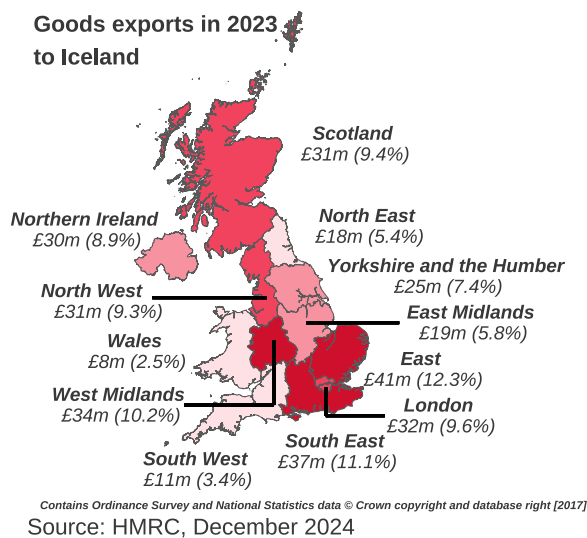 Goods exports in 2023
to Iceland
Scotland
£31m (9.4%)
Northern Ireland
£30m (8.9%)
North East
£18m (5.4%)
Yorkshire and the Humber
£25m (7.4%)
North West
£31m (9.3%)
East Midlands
£19m (5.8%)
Wales
£8m (2.5%)
East
£41m (12.3%)
West Midlands
£34m (10.2%)
London
£32m (9.6%)
South East
£37m (11.1%)
South West
£11m (3.4%)
Contains Ordinance Survey and National Statistics data © Crown copyright and database right [2017]
Source: HMRC, December 2024